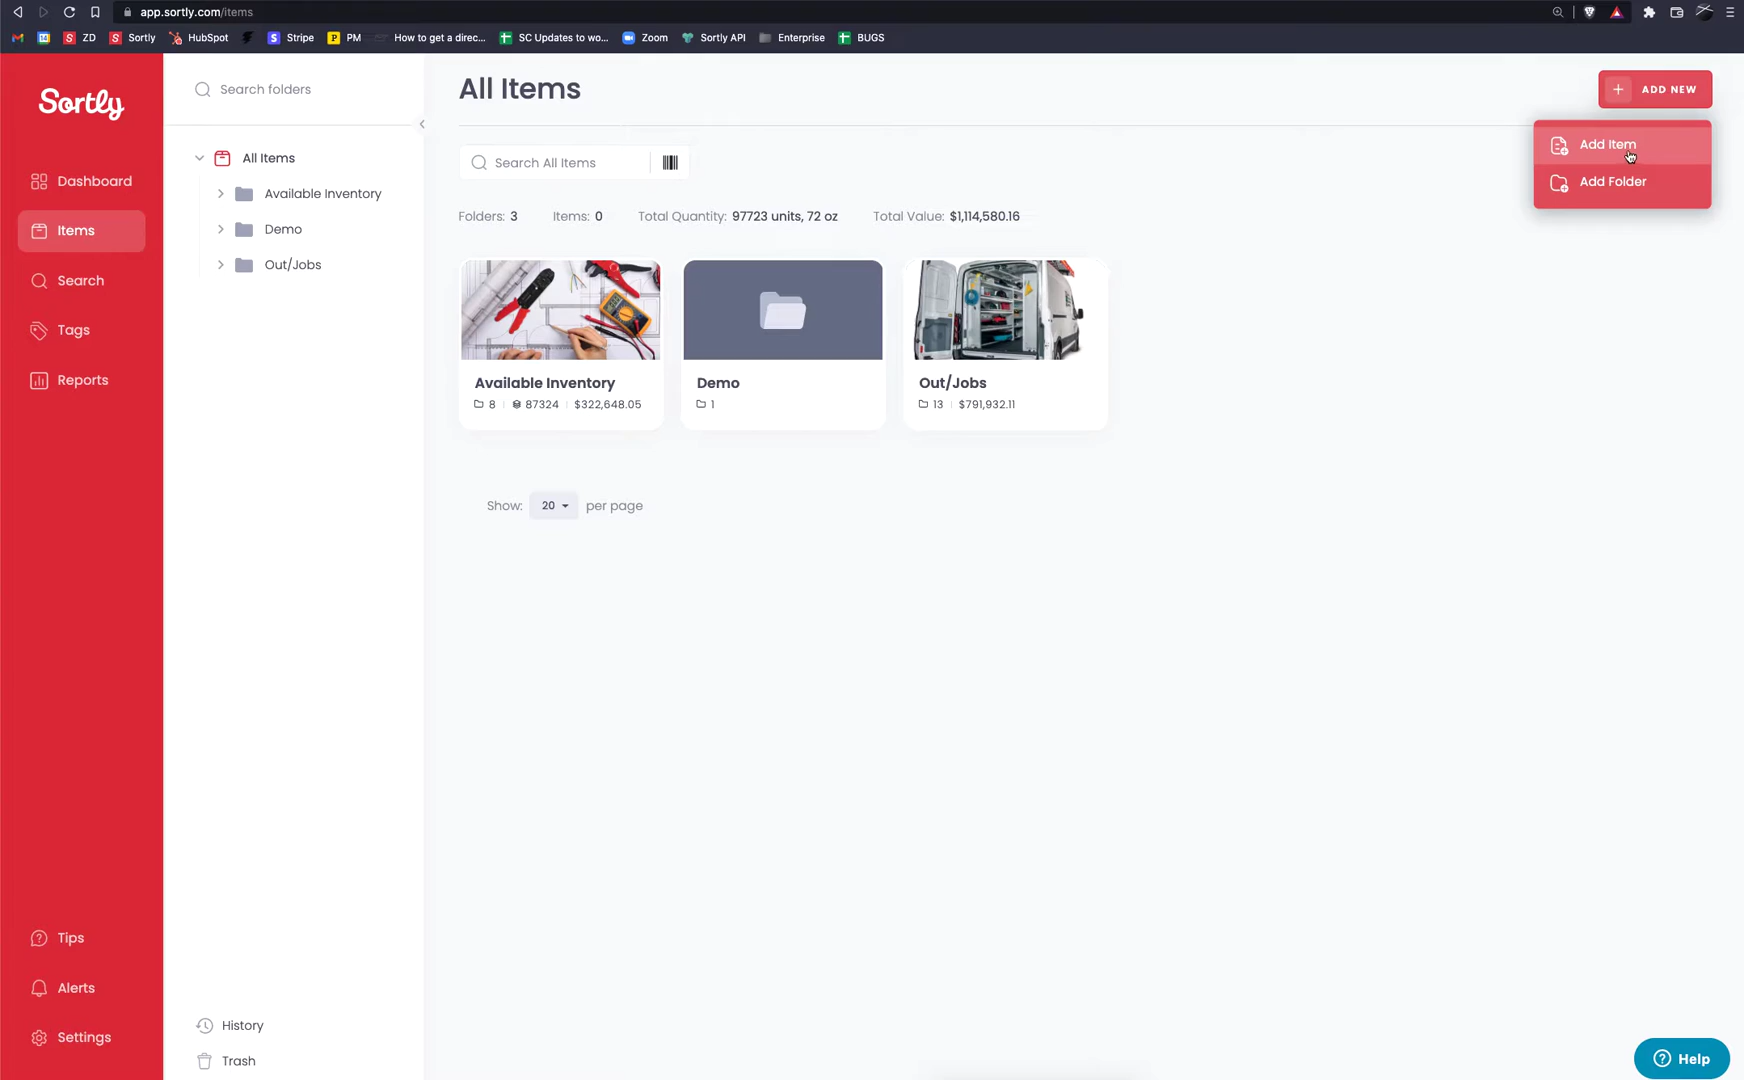 app.sortly.com/items
14
S ZD
S Sortly
HubSpot
S Stripe
P PM
How to get a direc...
SC Updates to wo...
Zoom
Sortly API
Enterprise
BUGS
Sortly
Dashboard
Items
Search
Tags
Reports
Tips
Alerts
Settings
Search folders
All Items
Available Inventory
Demo
Out/Jobs
History
Trash
All Items
+ ADD NEW
Add Item
Add Folder
Search All Items
Folders: 3 Items: 0 Total Quantity: 97723 units, 72 oz Total Value: $1,114,580.16
Available Inventory
8 87324 $322,648.05
Demo
1
Out/Jobs
13 $791,932.11
Show: 20 per page
? Help